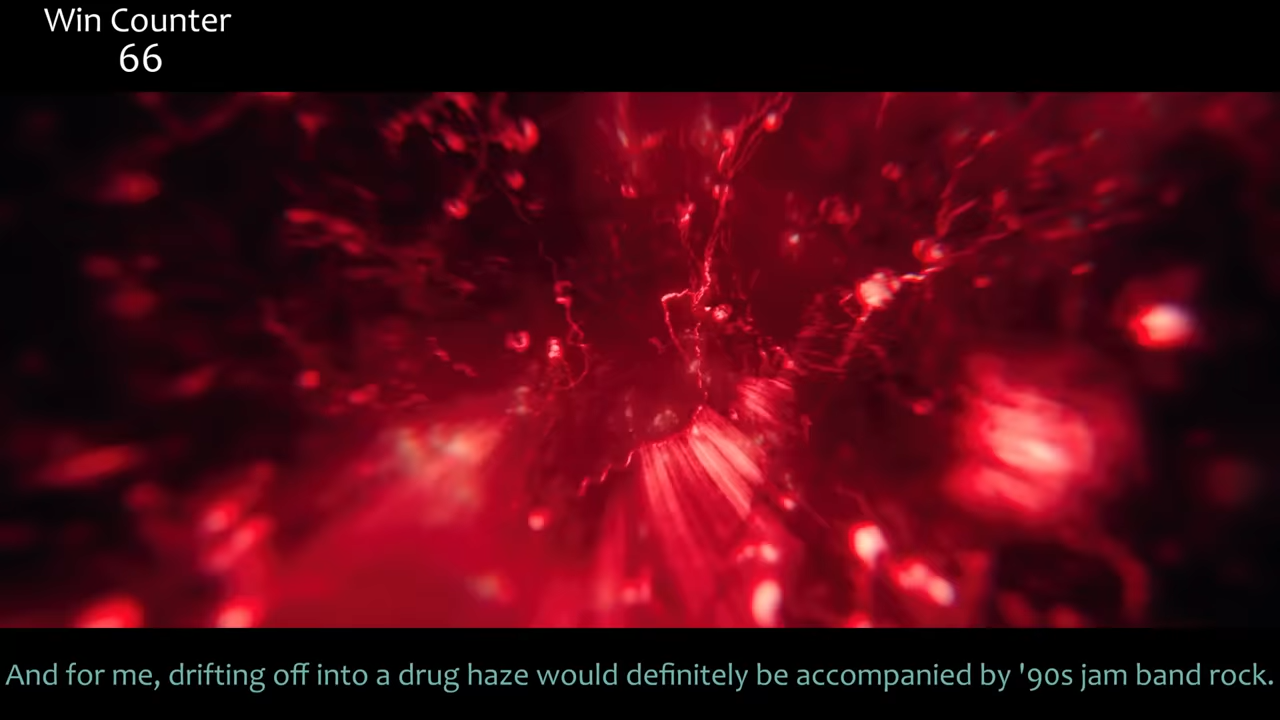 Win Counter
66
And for me, drifting off into a drug haze would definitely be accompanied by '90s jam band rock.